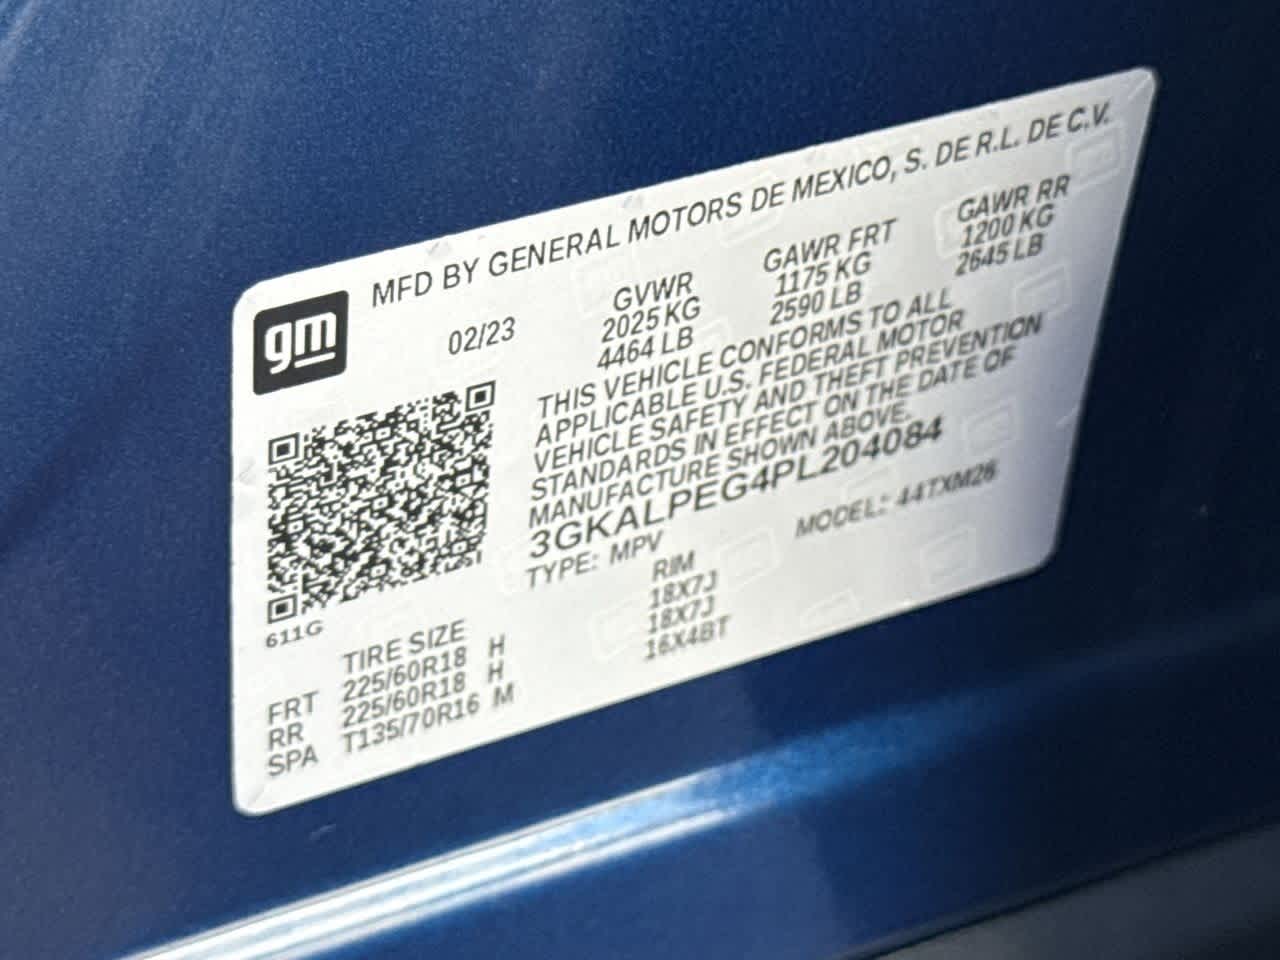 gm
MFD BY GENERAL MOTORS DE MEXICO, S. DE R.L. DE C.V.
02/23 GVWR GAWR FRT GAWR RR
2025 KG 1175 KG 1200 KG
4464 LB 2590 LB 2645 LB
THIS VEHICLE CONFORMS TO ALL
APPLICABLE U.S. FEDERAL MOTOR
VEHICLE SAFETY AND THEFT PREVENTION
STANDARDS IN EFFECT ON THE DATE OF
MANUFACTURE SHOWN ABOVE.
3GKALPEG4PL204084
TYPE: MPV MODEL: 44TXM26
611G
TIRE SIZE RIM
FRT 225/60R18 H 18X7J
RR 225/60R18 H 18X7J
SPA T135/70R16 M 16X4BT